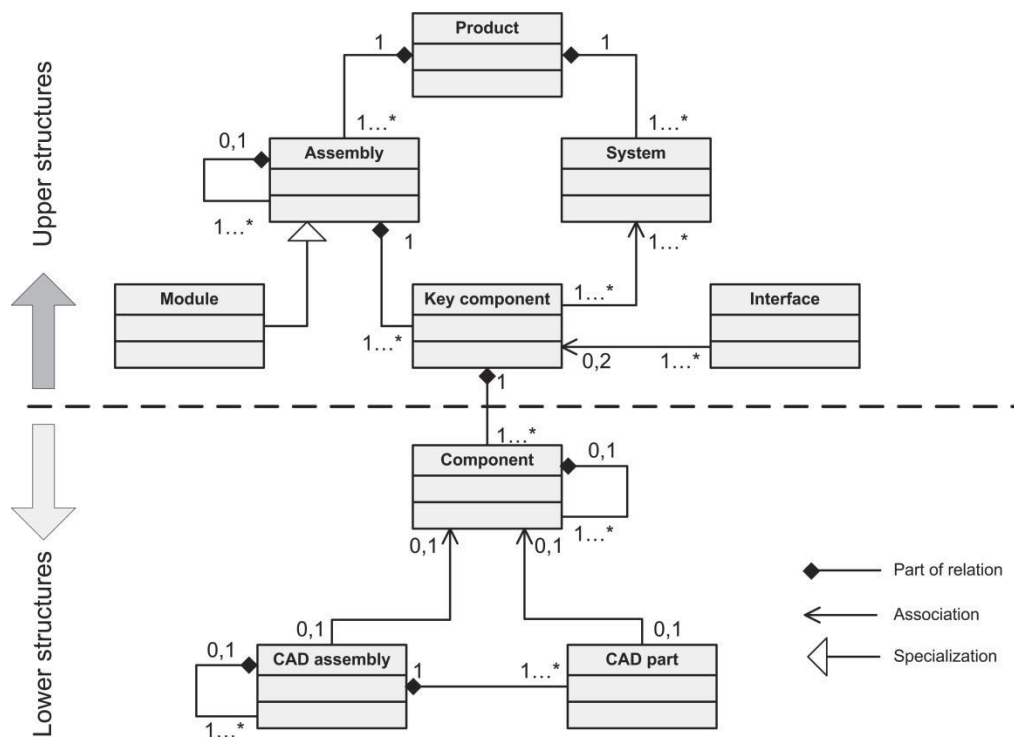 Product
1
1
1...*
1...*
Upper structures
0,1
Assembly
System
1...*
1
1...*
Module
Key component
1...*
Interface
1...*
0,2
1...*
1
1...*
Component
0,1
1...*
0,1
0,1
Lower structures
Part of relation
Association
Specialization
0,1
0,1
0,1
CAD assembly
1
1...*
CAD part
1...*